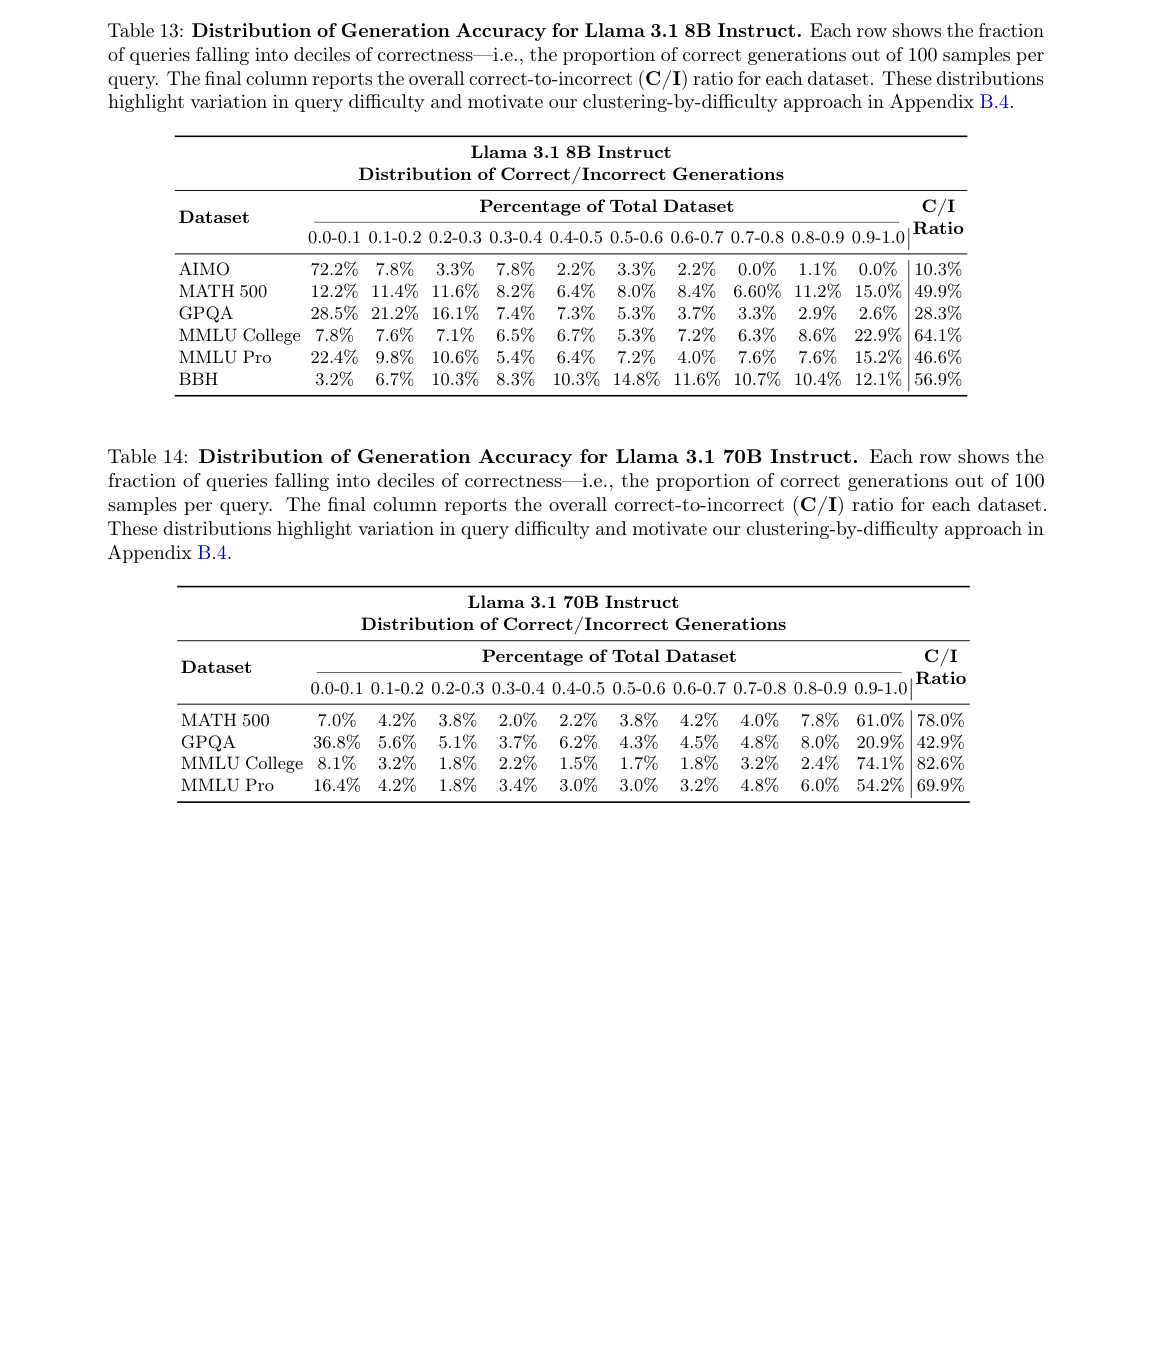 Table 13: Distribution of Generation Accuracy for Llama 3.1 8B Instruct. Each row shows the fraction
of queries falling into deciles of correctness—i.e., the proportion of correct generations out of 100 samples per
query. The final column reports the overall correct-to-incorrect (C/I) ratio for each dataset. These distributions
highlight variation in query difficulty and motivate our clustering-by-difficulty approach in Appendix B.4.
Llama 3.1 8B Instruct
Distribution of Correct/Incorrect Generations
Dataset Percentage of Total Dataset C/I Ratio
0.0-0.1 0.1-0.2 0.2-0.3 0.3-0.4 0.4-0.5 0.5-0.6 0.6-0.7 0.7-0.8 0.8-0.9 0.9-1.0
AIMO 72.2% 7.8% 3.3% 7.8% 2.2% 3.3% 2.2% 0.0% 1.1% 0.0% 10.3%
MATH 500 12.2% 11.4% 11.6% 8.2% 6.4% 8.0% 8.4% 6.60% 11.2% 15.0% 49.9%
GPQA 28.5% 21.2% 16.1% 7.4% 7.3% 5.3% 3.7% 3.3% 2.9% 2.6% 28.3%
MMLU College 7.8% 7.6% 7.1% 6.5% 6.7% 5.3% 7.2% 6.3% 8.6% 22.9% 64.1%
MMLU Pro 22.4% 9.8% 10.6% 5.4% 6.4% 7.2% 4.0% 7.6% 7.6% 15.2% 46.6%
BBH 3.2% 6.7% 10.3% 8.3% 10.3% 14.8% 11.6% 10.7% 10.4% 12.1% 56.9%
Table 14: Distribution of Generation Accuracy for Llama 3.1 70B Instruct. Each row shows the
fraction of queries falling into deciles of correctness—i.e., the proportion of correct generations out of 100
samples per query. The final column reports the overall correct-to-incorrect (C/I) ratio for each dataset.
These distributions highlight variation in query difficulty and motivate our clustering-by-difficulty approach in
Appendix B.4.
Llama 3.1 70B Instruct
Distribution of Correct/Incorrect Generations
Dataset Percentage of Total Dataset C/I Ratio
0.0-0.1 0.1-0.2 0.2-0.3 0.3-0.4 0.4-0.5 0.5-0.6 0.6-0.7 0.7-0.8 0.8-0.9 0.9-1.0
MATH 500 7.0% 4.2% 3.8% 2.0% 2.2% 3.8% 4.2% 4.0% 7.8% 61.0% 78.0%
GPQA 36.8% 5.6% 5.1% 3.7% 6.2% 4.3% 4.5% 4.8% 8.0% 20.9% 42.9%
MMLU College 8.1% 3.2% 1.8% 2.2% 1.5% 1.7% 1.8% 3.2% 2.4% 74.1% 82.6%
MMLU Pro 16.4% 4.2% 1.8% 3.4% 3.0% 3.0% 3.2% 4.8% 6.0% 54.2% 69.9%